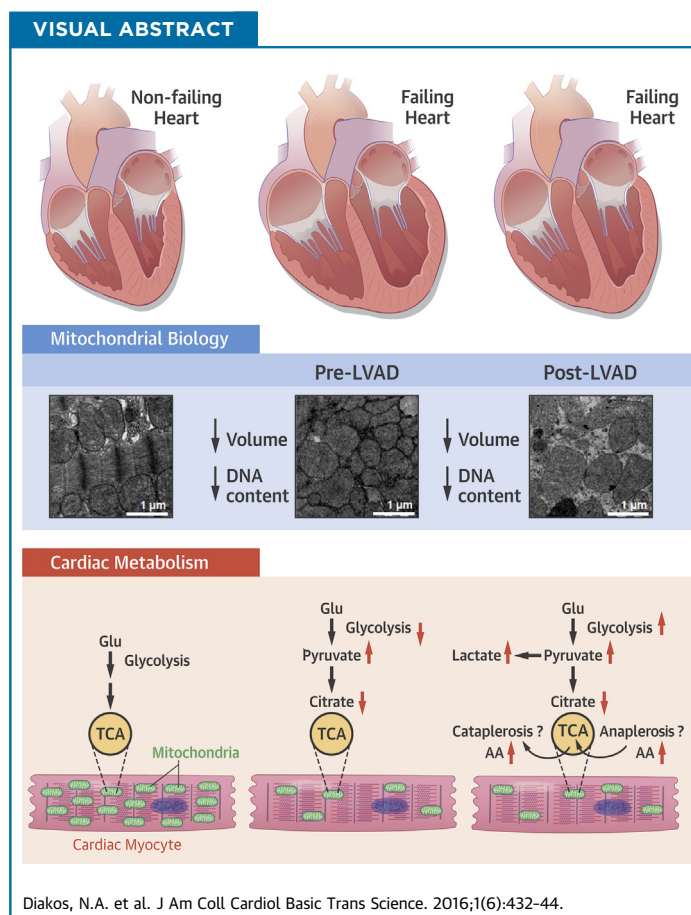 VISUAL ABSTRACT
Non-failing
Heart
Failing
Heart
Failing
Heart
Mitochondrial Biology
Pre-LVAD
Post-LVAD
Volume
DNA
content
Volume
DNA
content
1 µm
1 µm
1 µm
Cardiac Metabolism
Glu
Glycolysis
TCA
Mitochondria
Cardiac Myocyte
Glu
Glycolysis
Pyruvate
Citrate
TCA
Glu
Glycolysis
Lactate
Pyruvate
Citrate
Cataplerosis ?
TCA
Anaplerosis ?
AA
AA
Diakos, N.A. et al. J Am Coll Cardiol Basic Trans Science. 2016;1(6):432–44.